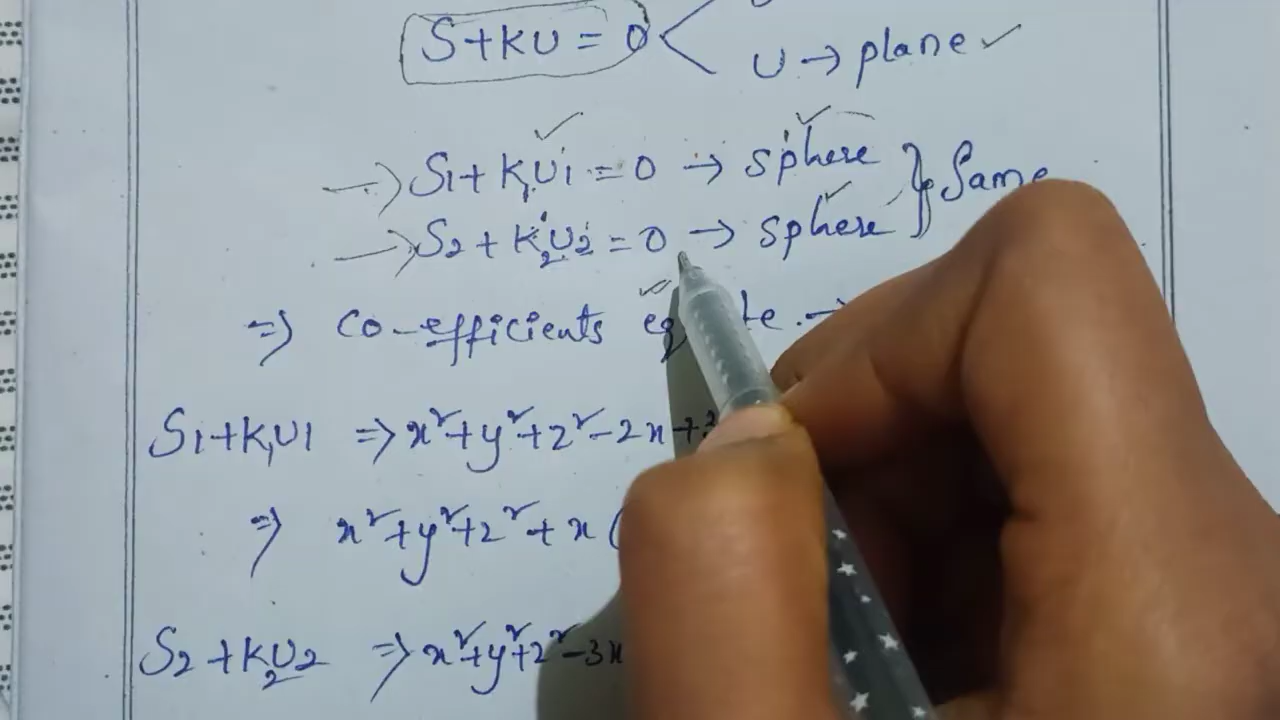 S+KU = 0
U → plane ✓
→ S1 + K1U1 = 0 → sphere
→ S2 + K2U2 = 0 → sphere } Same
⇒ Co-efficients
S1+K1U1 ⇒ x²+y²+z²-2x+
⇒ x²+y²+z²+x(
S2+K2U2 ⇒ x²+y²+z²-3x